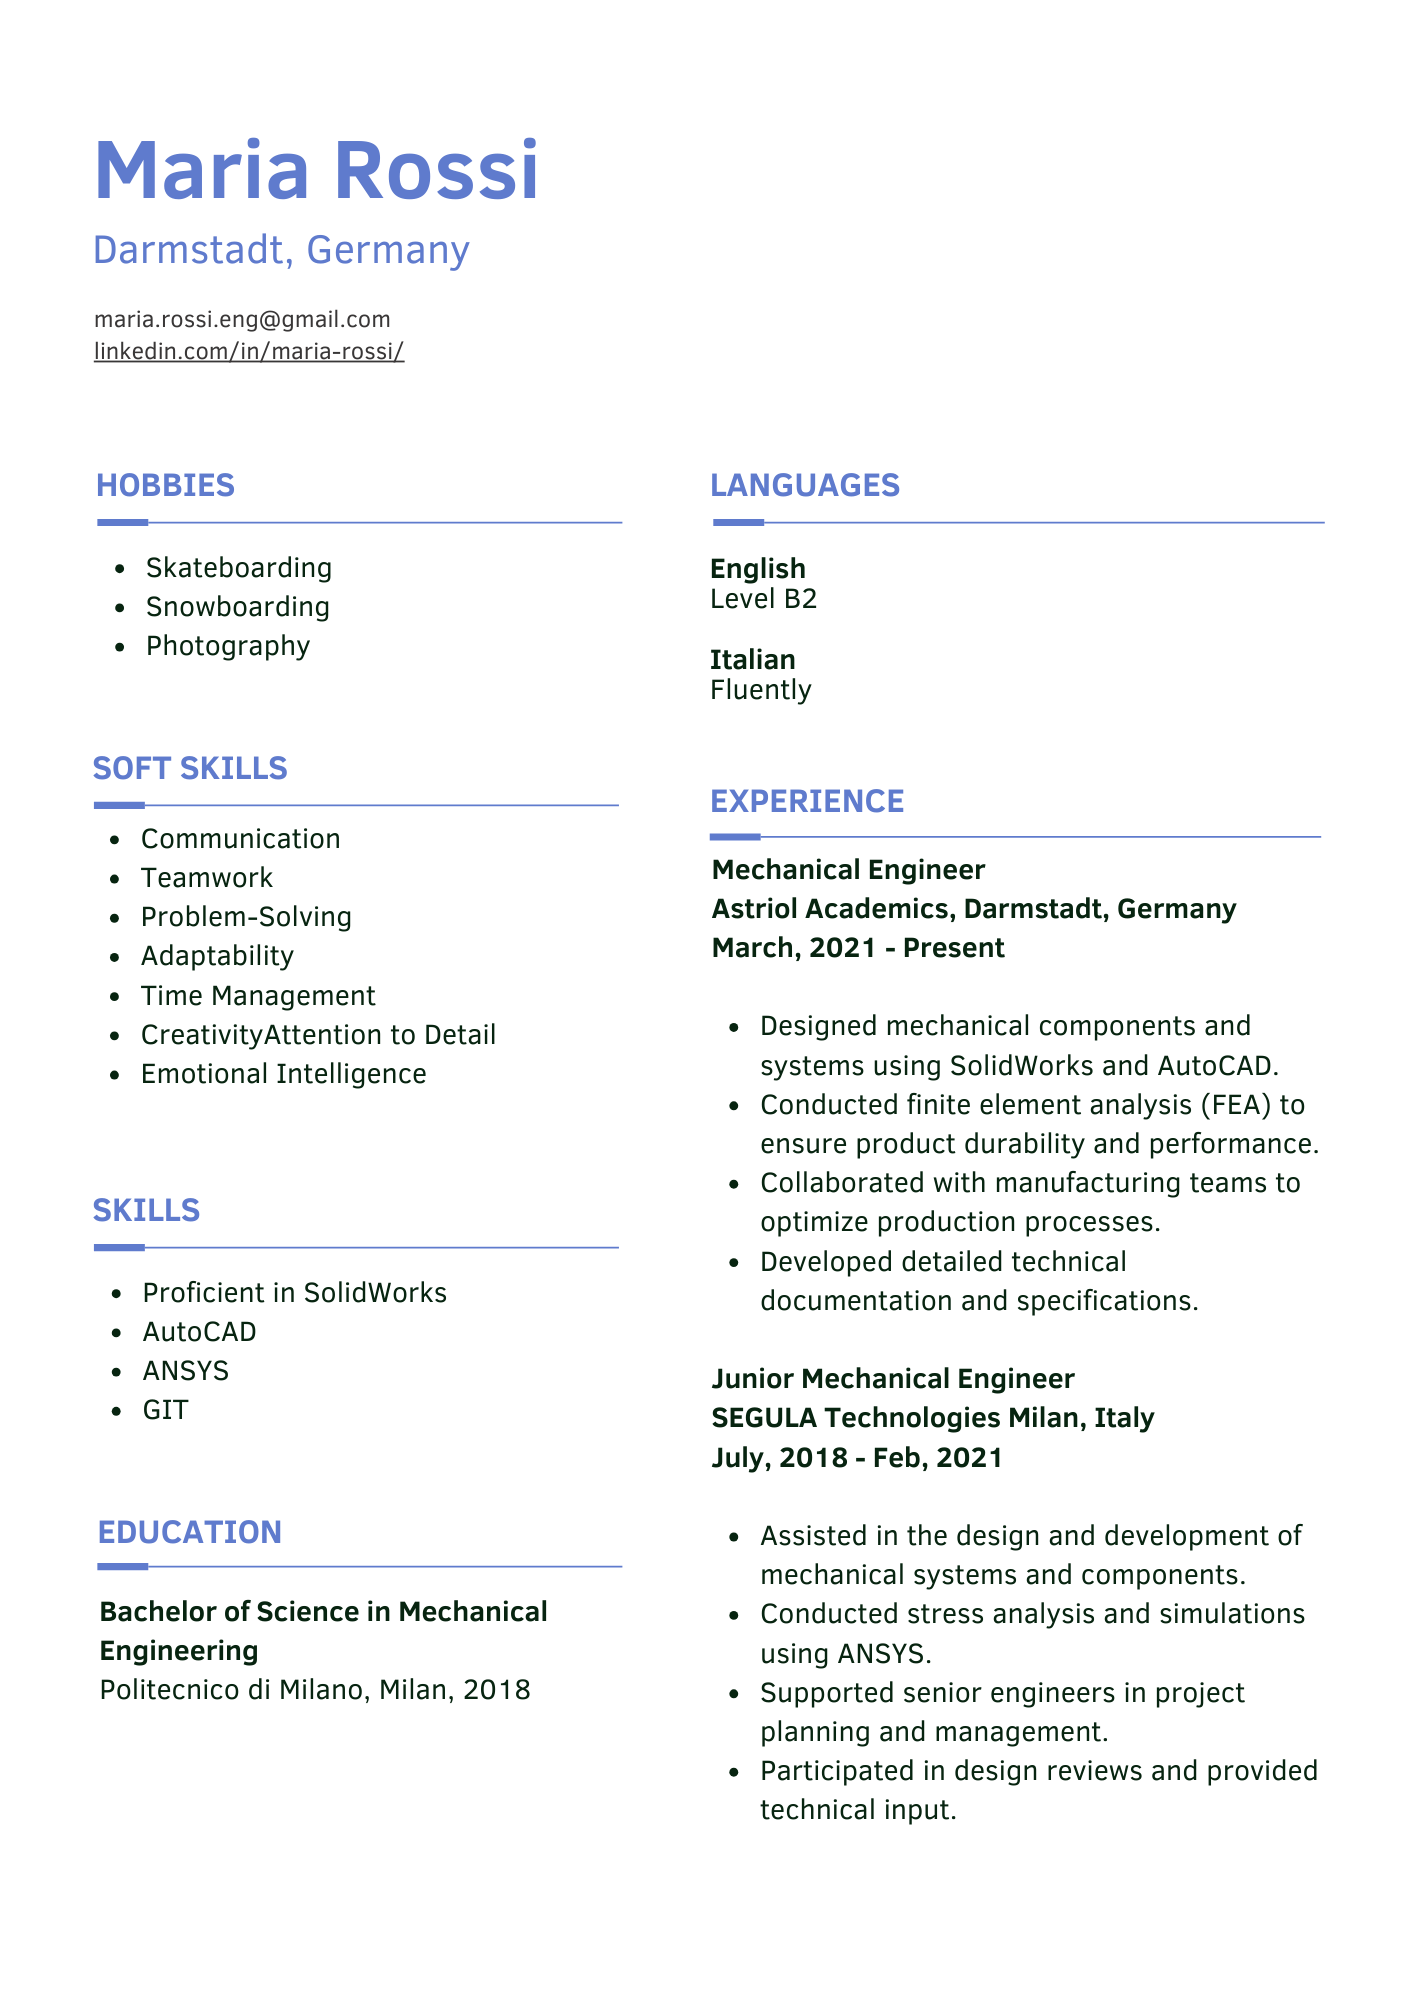 Maria Rossi
Darmstadt, Germany
maria.rossi.eng@gmail.com
linkedin.com/in/maria-rossi/
HOBBIES
Skateboarding
Snowboarding
Photography
SOFT SKILLS
Communication
Teamwork
Problem-Solving
Adaptability
Time Management
CreativityAttention to Detail
Emotional Intelligence
SKILLS
Proficient in SolidWorks
AutoCAD
ANSYS
GIT
EDUCATION
Bachelor of Science in Mechanical
Engineering
Politecnico di Milano, Milan, 2018
LANGUAGES
English
Level B2
Italian
Fluently
EXPERIENCE
Mechanical Engineer
Astriol Academics, Darmstadt, Germany
March, 2021 - Present
Designed mechanical components and
systems using SolidWorks and AutoCAD.
Conducted finite element analysis (FEA) to
ensure product durability and performance.
Collaborated with manufacturing teams to
optimize production processes.
Developed detailed technical
documentation and specifications.
Junior Mechanical Engineer
SEGULA Technologies Milan, Italy
July, 2018 - Feb, 2021
Assisted in the design and development of
mechanical systems and components.
Conducted stress analysis and simulations
using ANSYS.
Supported senior engineers in project
planning and management.
Participated in design reviews and provided
technical input.